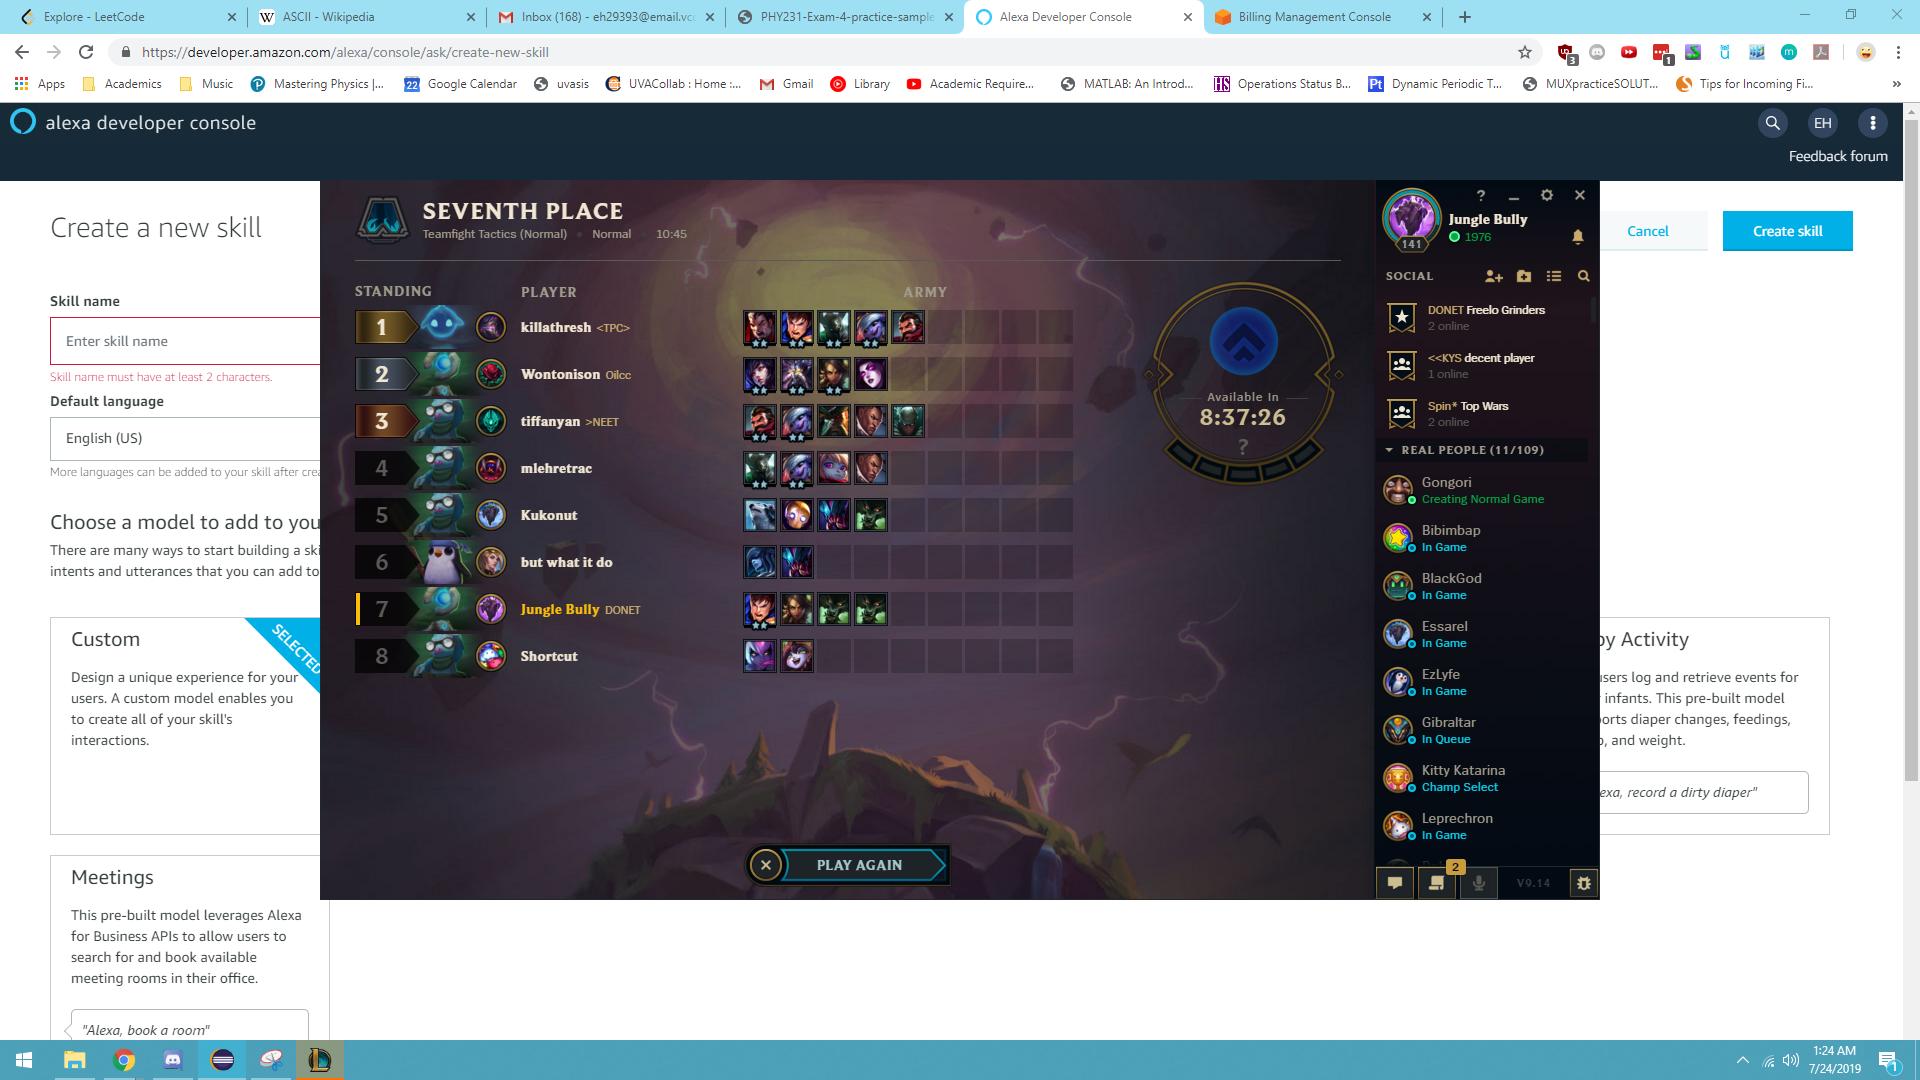 Explore - LeetCode
ASCII - Wikipedia
Inbox (168) - eh29393@email.vc
PHY231-Exam-4-practice-sample
Alexa Developer Console
Billing Management Console
https://developer.amazon.com/alexa/console/ask/create-new-skill
3
1
Apps
Academics
Music
Mastering Physics |...
22
Google Calendar
uvasis
UVACollab : Home :...
Gmail
Library
Academic Require...
MATLAB: An Introd...
HS
Operations Status B...
Pt
Dynamic Periodic T...
MUXpracticeSOLUT...
Tips for Incoming Fi...
»
alexa developer console
EH
Feedback forum
Create a new skill
Cancel
Create skill
Skill name
Enter skill name
Skill name must have at least 2 characters.
Default language
English (US)
More languages can be added to your skill after crea
Choose a model to add to you
There are many ways to start building a ski
intents and utterances that you can add to
Custom
SELECTED
Design a unique experience for your
users. A custom model enables you
to create all of your skill's
interactions.
Meetings
This pre-built model leverages Alexa
for Business APIs to allow users to
search for and book available
meeting rooms in their office.
"Alexa, book a room"
SEVENTH PLACE
Teamfight Tactics (Normal) • Normal • 10:45
STANDING PLAYER ARMY
1 killathresh <TPC>
2 Wontonison Oilcc
3 tiffanyan >NEET
4 mlehretrac
5 Kukonut
6 but what it do
7 Jungle Bully DONET
8 Shortcut
Available In
8:37:26
?
PLAY AGAIN
?
Jungle Bully
1976
141
SOCIAL
DONET Freelo Grinders
2 online
<<KYS decent player
1 online
Spin* Top Wars
2 online
REAL PEOPLE (11/109)
Gongori
Creating Normal Game
Bibimbap
In Game
BlackGod
In Game
Essarel
In Game
EzLyfe
In Game
Gibraltar
In Queue
Kitty Katarina
Champ Select
Leprechron
In Game
2
V9.14
by Activity
users log and retrieve events for
infants. This pre-built model
ports diaper changes, feedings,
, and weight.
exa, record a dirty diaper"
1:24 AM
7/24/2019
1